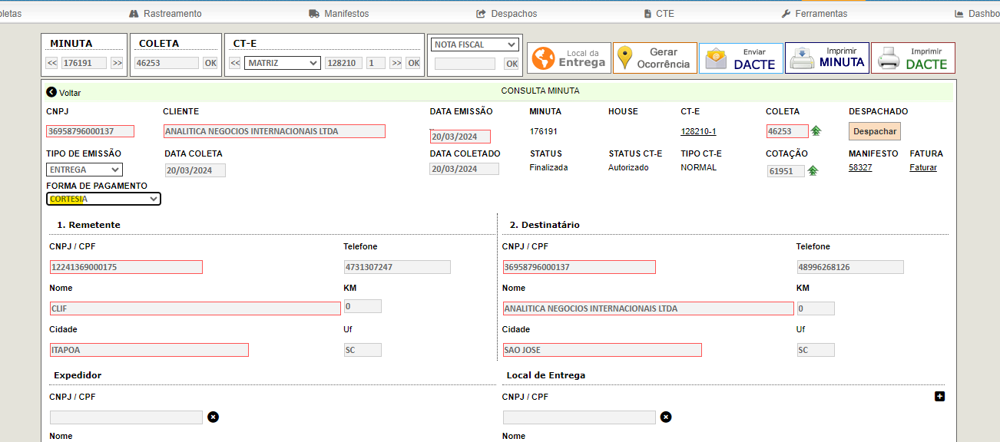 oletas Rastreamento Manifestos Despachos CTE Ferramentas Dashbo
MINUTA COLETA CT-E NOTA FISCAL
<< 176191 >> 46253 OK << MATRIZ 128210 1 >> OK OK
Local da Entrega
Gerar Ocorrência
Enviar DACTE
Imprimir MINUTA
Imprimir DACTE
Voltar CONSULTA MINUTA
CNPJ CLIENTE DATA EMISSÃO MINUTA HOUSE CT-E COLETA DESPACHADO
36958796000137 ANALITICA NEGOCIOS INTERNACIONAIS LTDA 20/03/2024 176191 128210-1 46253 Despachar
TIPO DE EMISSÃO DATA COLETA DATA COLETADO STATUS STATUS CT-E TIPO CT-E COTAÇÃO MANIFESTO FATURA
ENTREGA 20/03/2024 20/03/2024 Finalizada Autorizado NORMAL 61951 58327 Faturar
FORMA DE PAGAMENTO
CORTESIA
1. Remetente 2. Destinatário
CNPJ / CPF Telefone CNPJ / CPF Telefone
12241369000175 4731307247 36958796000137 48996268126
Nome KM Nome KM
CLIF 0 ANALITICA NEGOCIOS INTERNACIONAIS LTDA 0
Cidade Uf Cidade Uf
ITAPOA SC SAO JOSE SC
Expedidor Local de Entrega
CNPJ / CPF CNPJ / CPF
Nome Nome